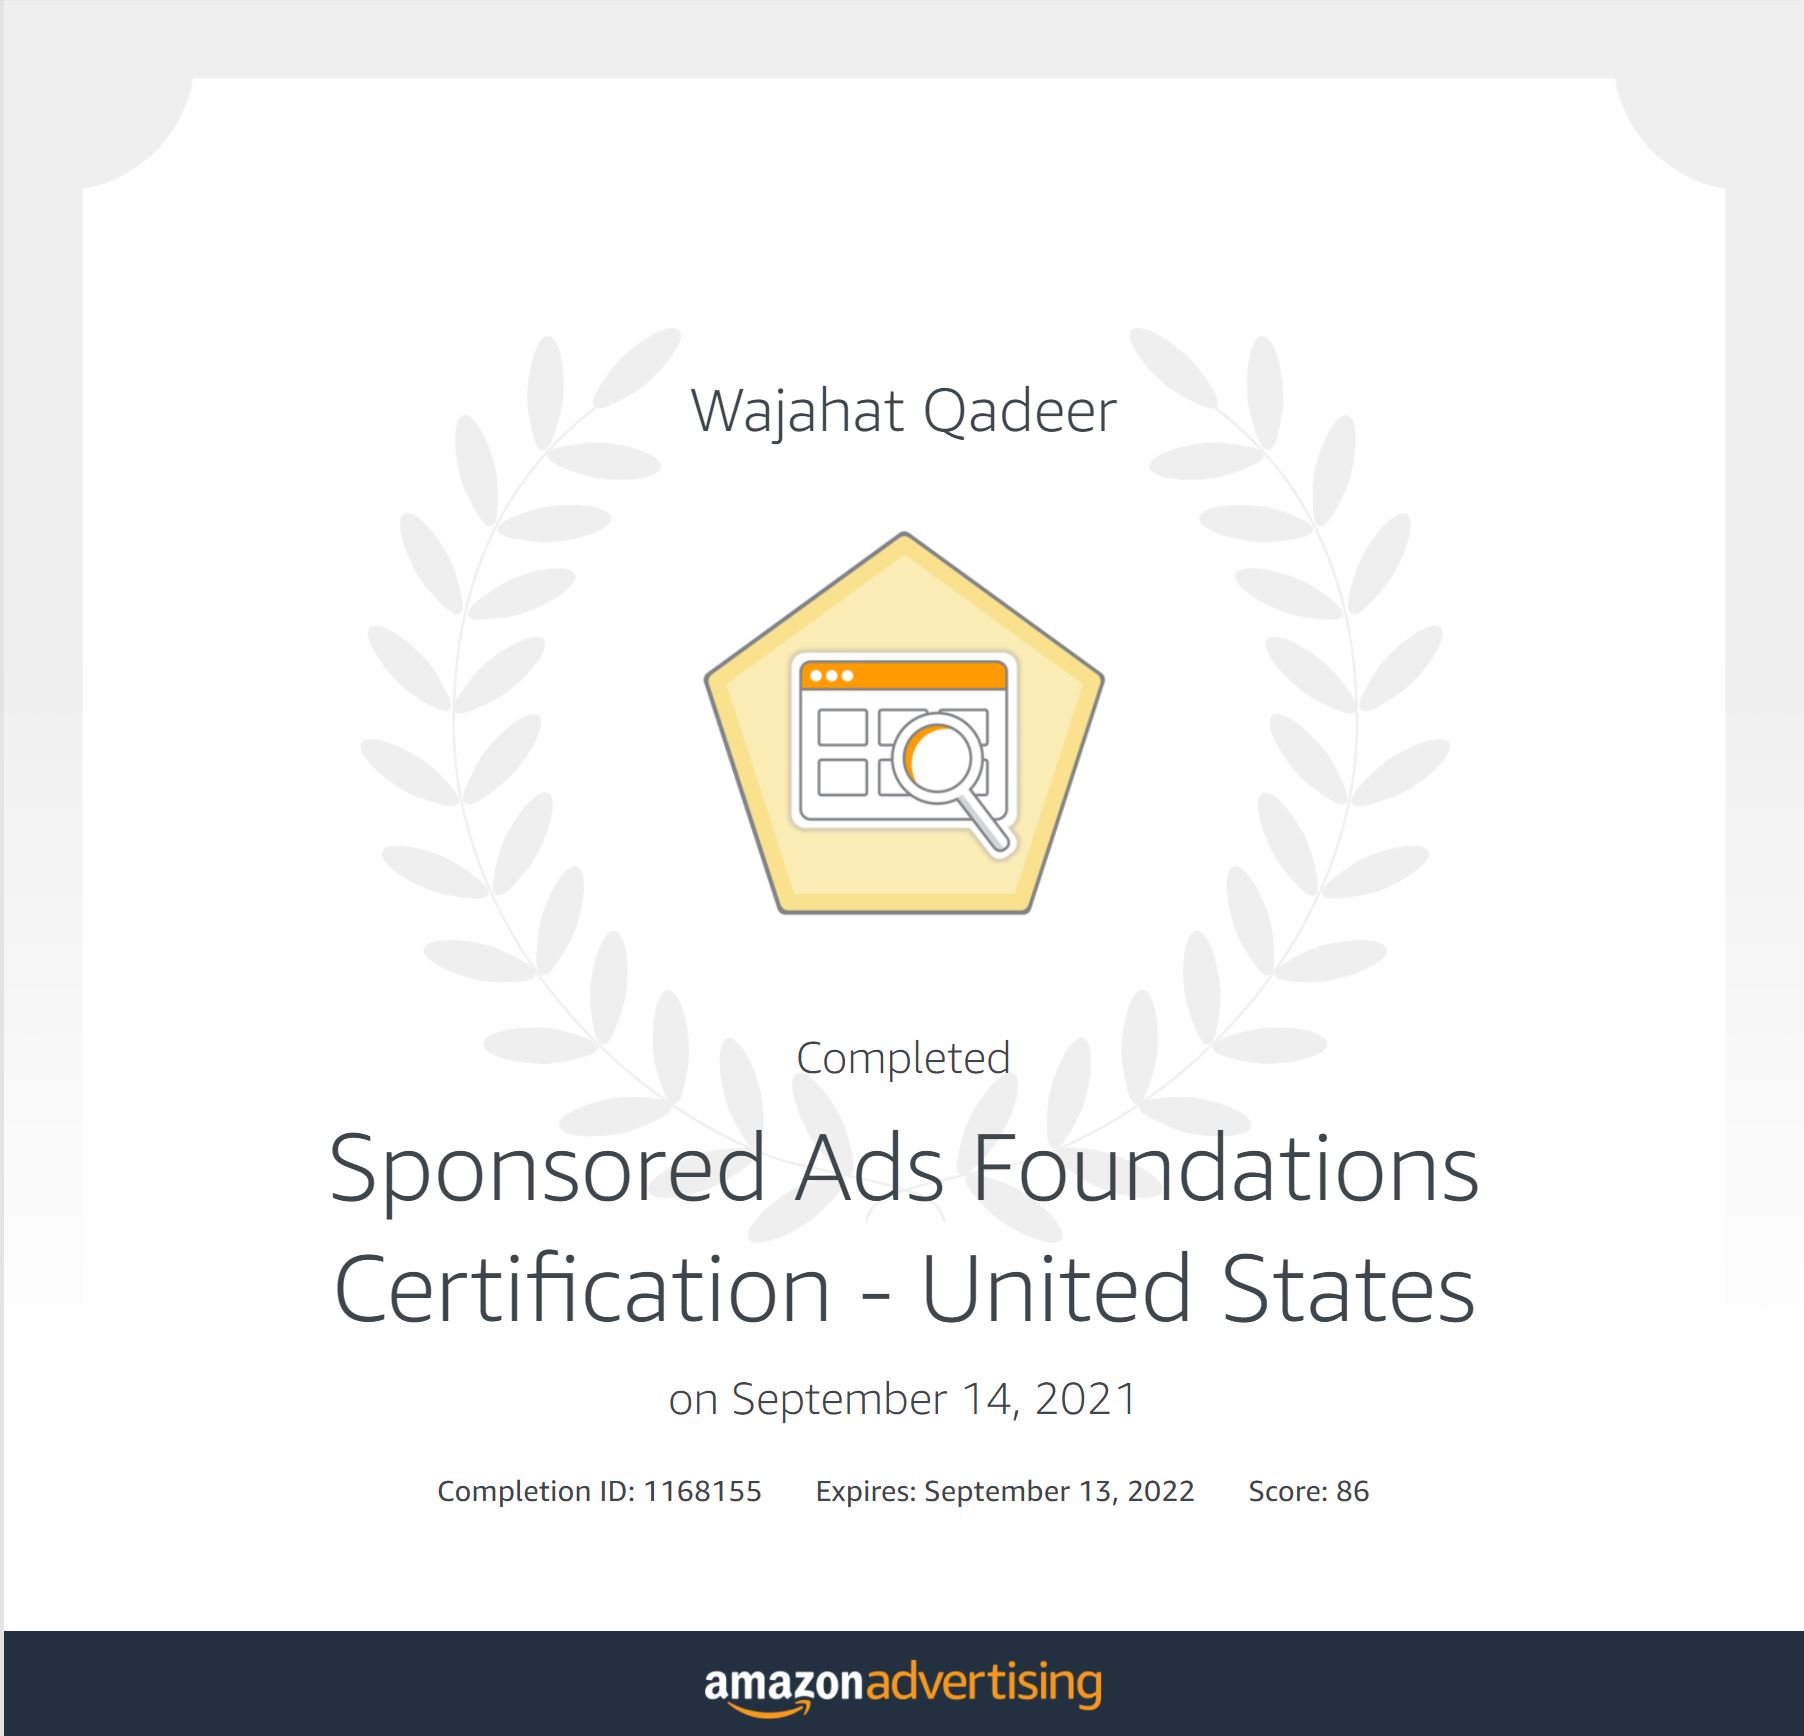 Wajahat Qadeer
Completed
Sponsored Ads Foundations
Certification - United States
on September 14, 2021
Completion ID: 1168155 Expires: September 13, 2022 Score: 86
amazonadvertising